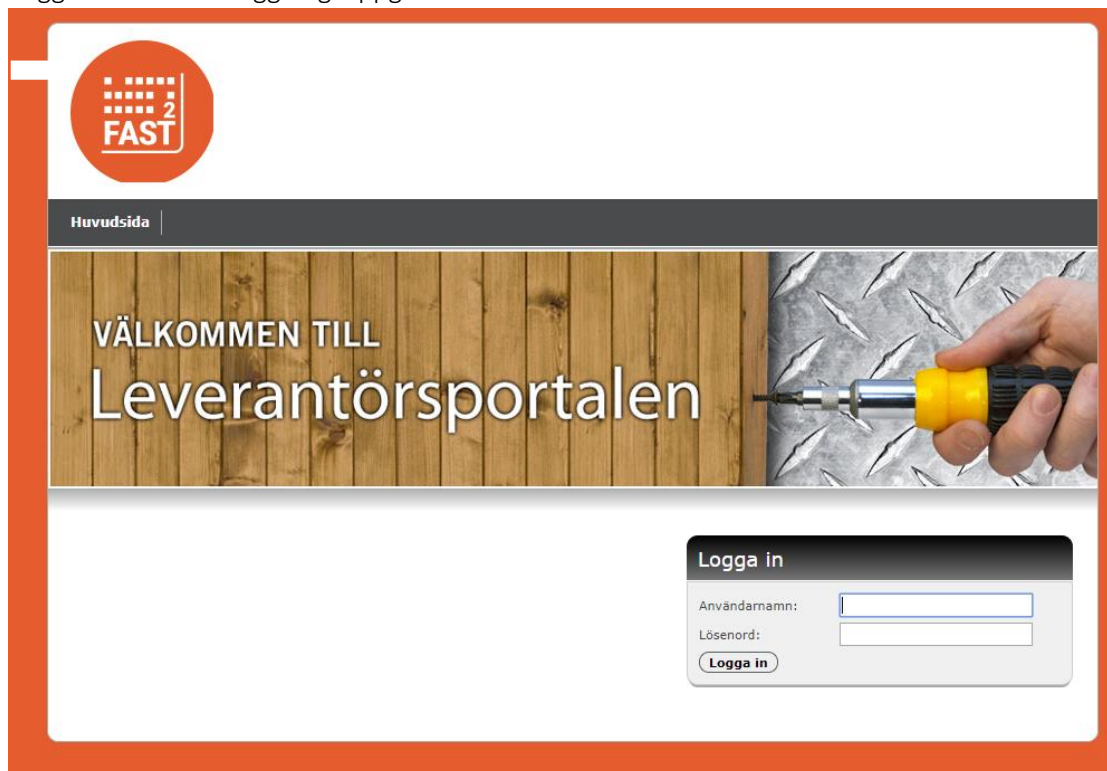 2
FAST
Huvudsida
VÄLKOMMEN TILL
Leverantörsportalen
Logga in
Användarnamn:
Lösenord:
Logga in